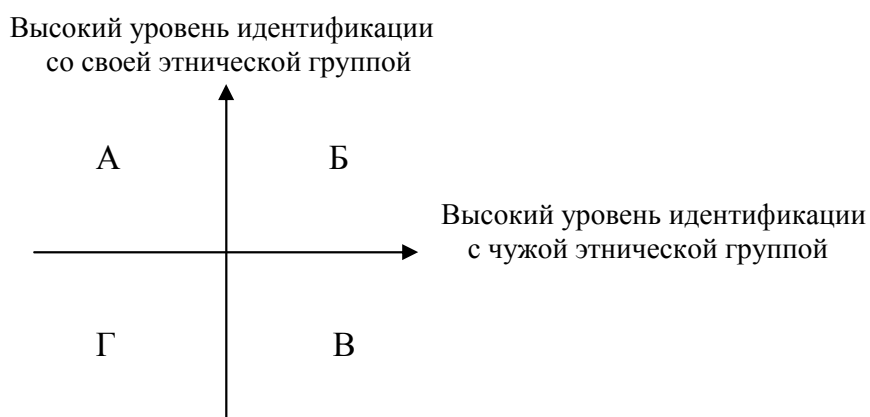 Высокий уровень идентификации
со своей этнической группой
А
Б
Высокий уровень идентификации
с чужой этнической группой
Г
В